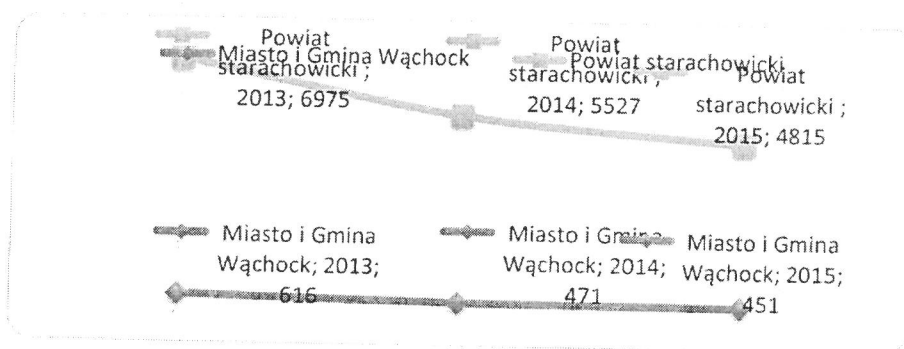 Miasto i Gmina Wąchock
Powiat starachowicki
Powiat
starachowicki ;
2013; 6975
Powiat
starachowicki ;
2014; 5527
Powiat
starachowicki ;
2015; 4815
Miasto i Gmina
Wąchock; 2013;
616
Miasto i Gmina
Wąchock; 2014;
471
Miasto i Gmina
Wąchock; 2015;
451